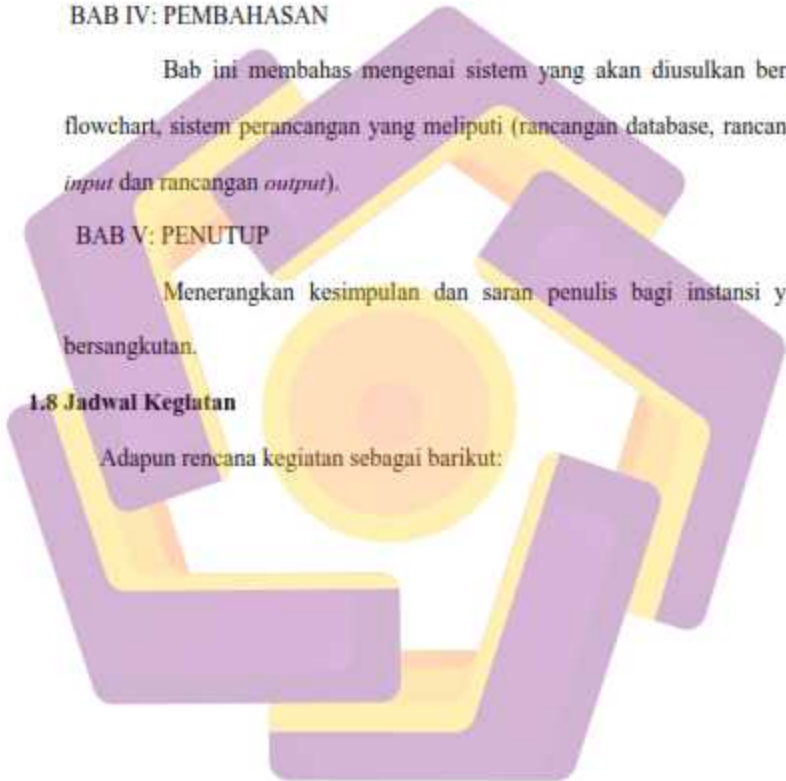 BAB IV: PEMBAHASAN
Bab ini membahas mengenai sistem yang akan diusulkan ber
flowchart, sistem perancangan yang meliputi (rancangan database, rancan
input dan rancangan output).
BAB V: PENUTUP
Menerangkan kesimpulan dan saran penulis bagi instansi y
bersangkutan.
1.8 Jadwal Kegiatan
Adapun rencana kegiatan sebagai barikut: